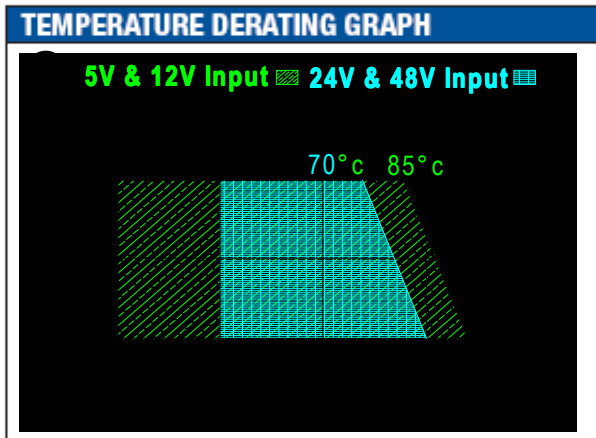 TEMPERATURE DERATING GRAPH
5V & 12V Input 24V & 48V Input
70°c 85°c